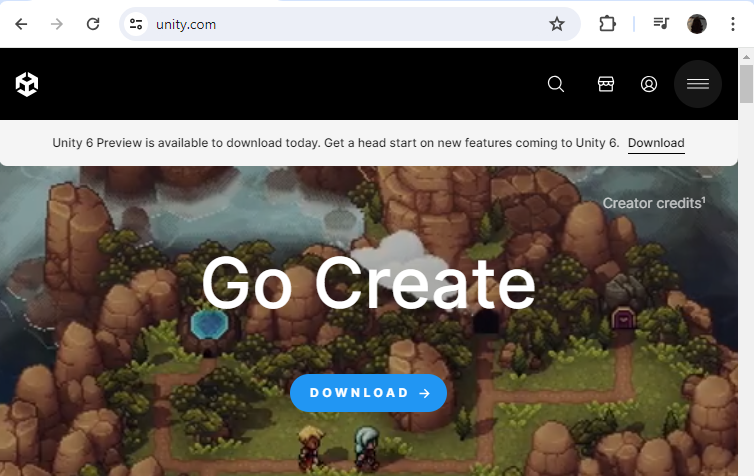 unity.com
Unity 6 Preview is available to download today. Get a head start on new features coming to Unity 6. Download
Creator credits¹
Go Create
DOWNLOAD →